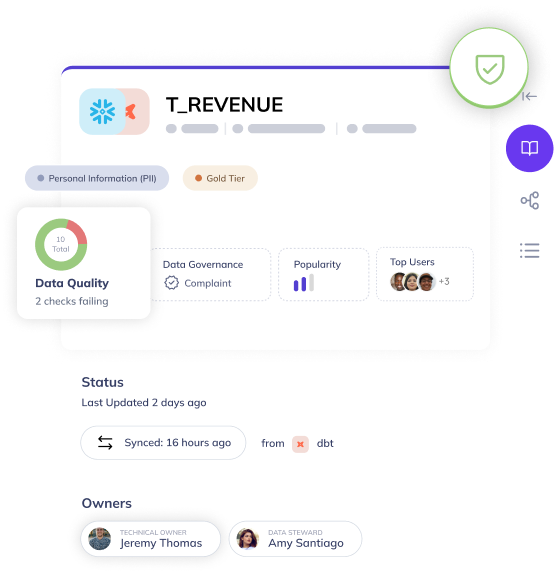 T_REVENUE
Personal Information (PII)
Gold Tier
10
Total
Data Quality
2 checks failing
Data Governance
Complaint
Popularity
Top Users
+3
Status
Last Updated 2 days ago
Synced: 16 hours ago
from dbt
Owners
TECHNICAL OWNER
Jeremy Thomas
DATA STEWARD
Amy Santiago